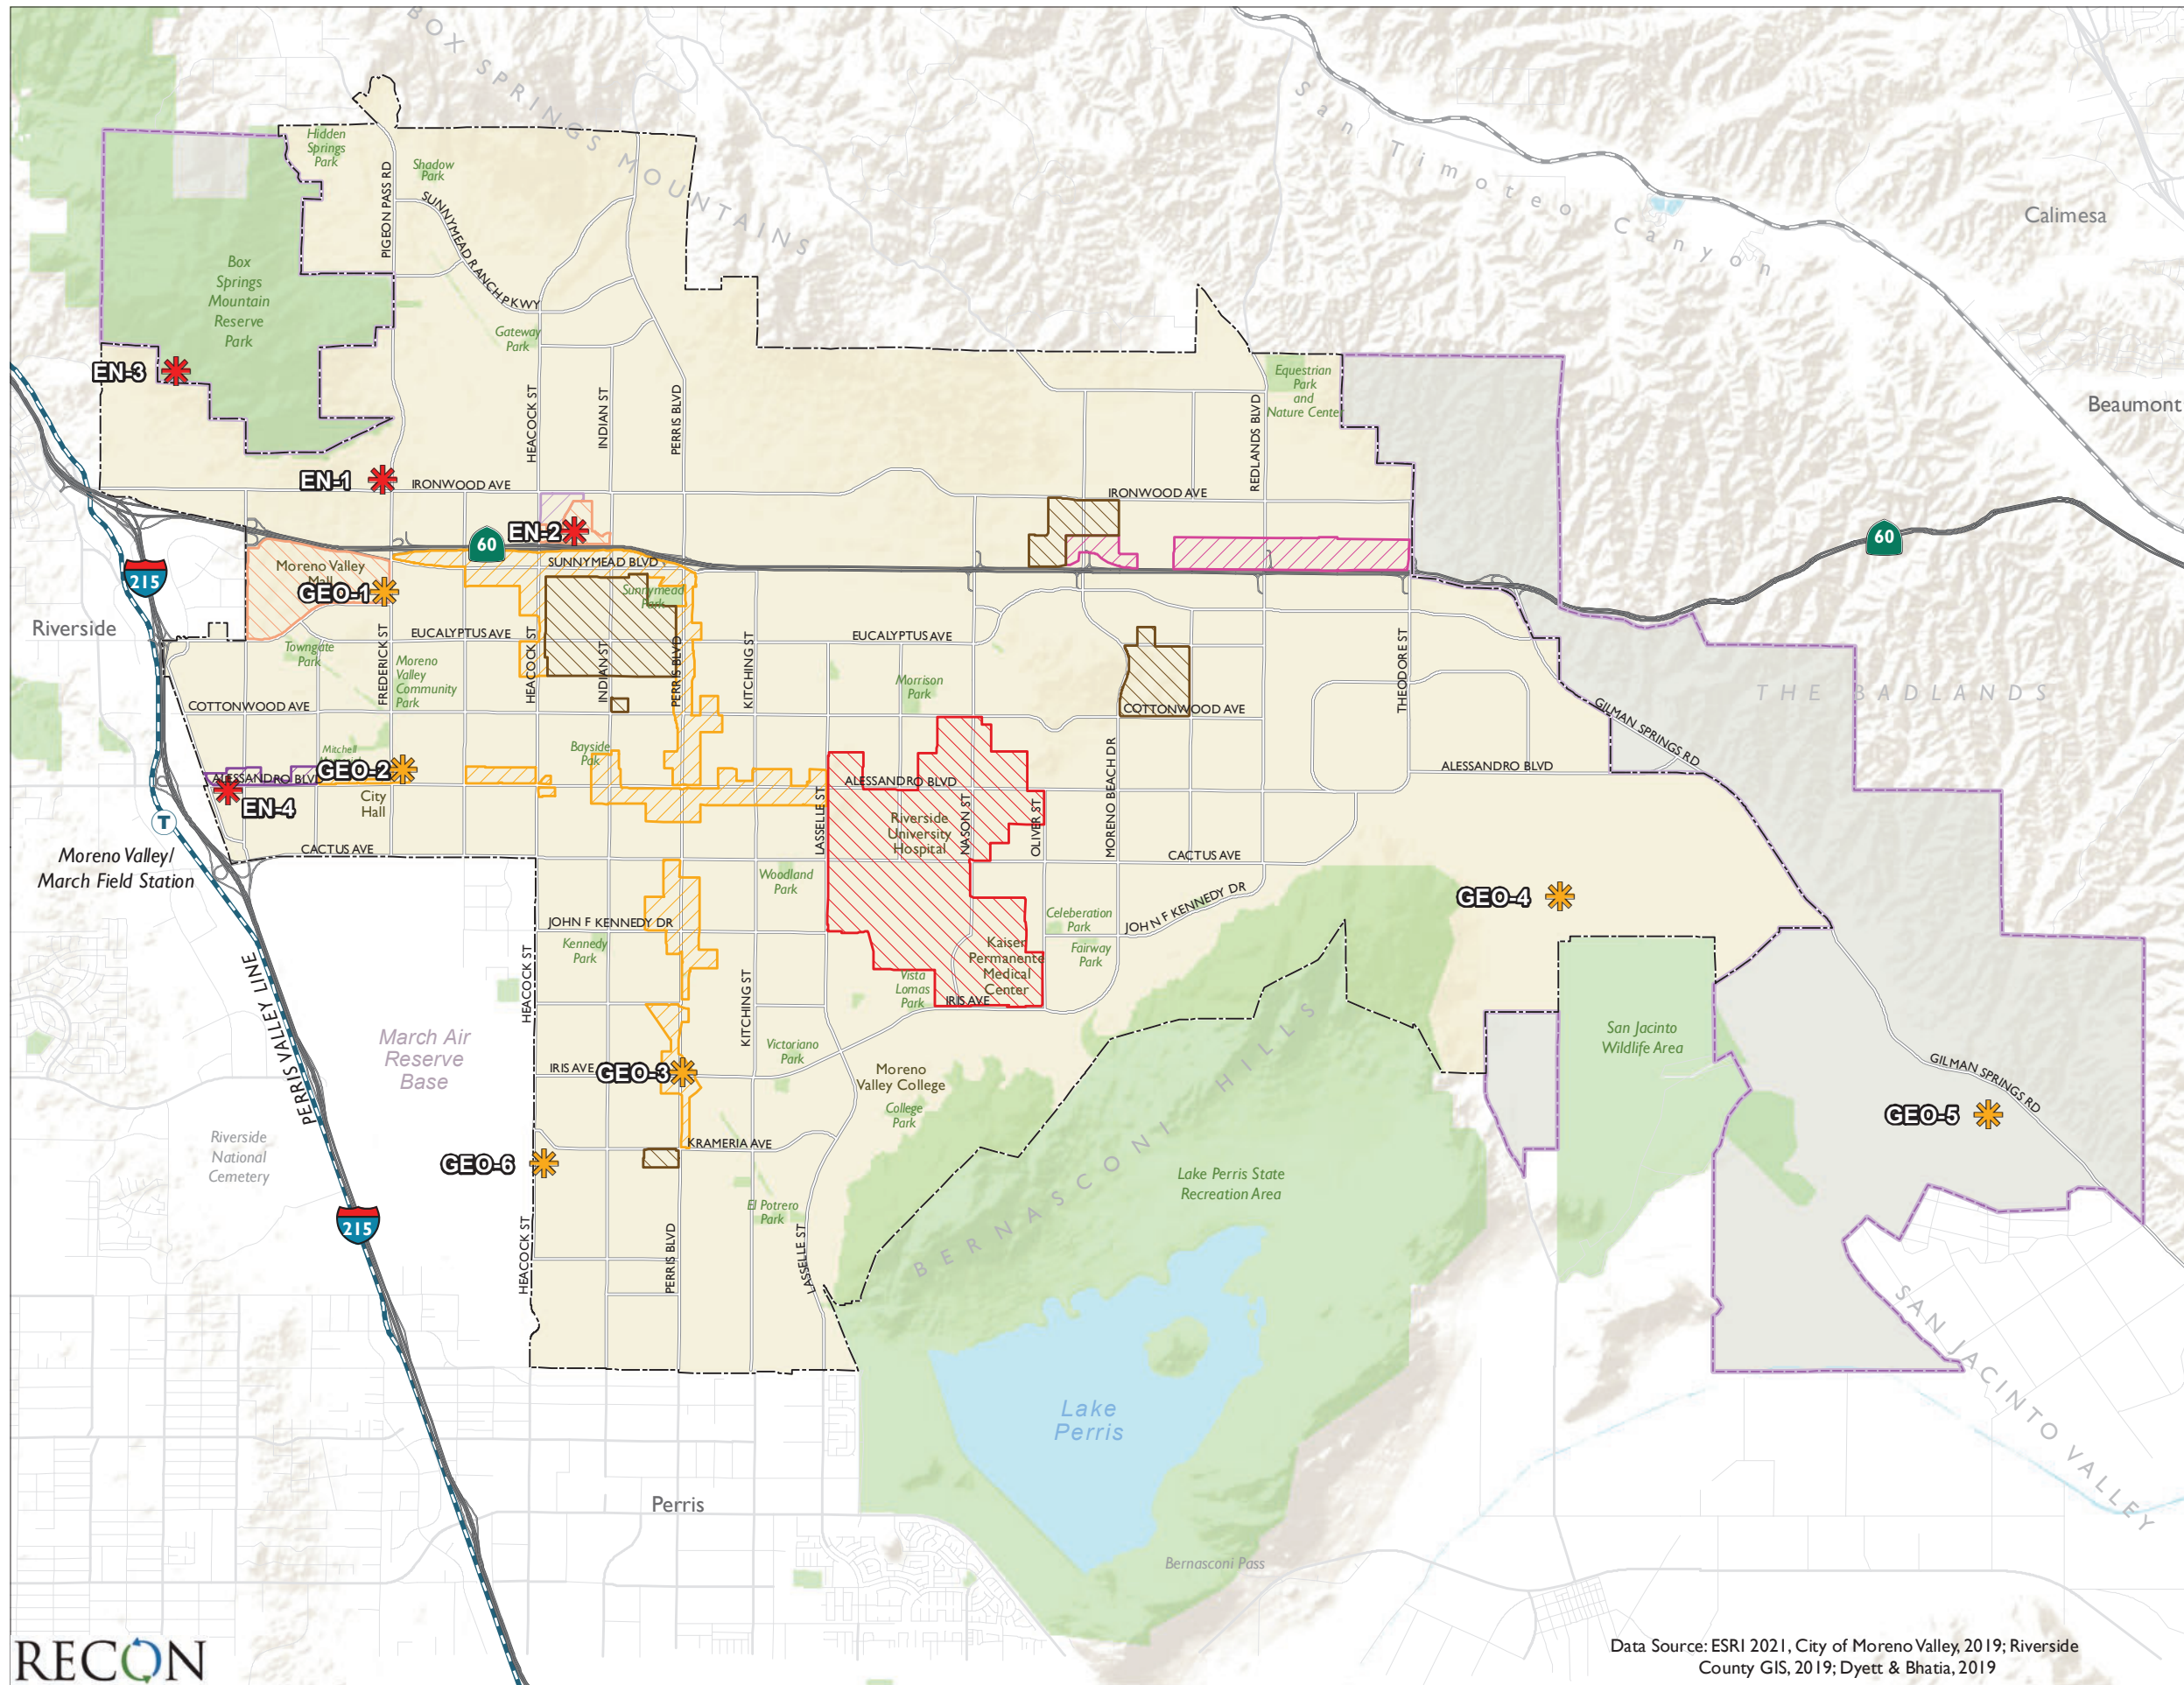 BOX SPRINGS MOUNTAINS
San Timoteo Canyon
Calimesa
Beaumont
Hidden
Springs
Park
Shadow
Park
PIGEON PASS RD
SUNNYMEAD RANCH PKWY
Box
Springs
Mountain
Reserve
Park
Gateway
Park
EN-3
Equestrian
Park
and
Nature Center
HEACOCK ST
INDIAN ST
PERRIS BLVD
REDLANDS BLVD
EN-1
IRONWOOD AVE
IRONWOOD AVE
EN-2
60
60
215
Moreno Valley
Mall
SUNNYMEAD BLVD
GEO-1
Sunnymead
Park
Riverside
EUCALYPTUS AVE
EUCALYPTUS AVE
Towngate
Park
FREDERICK ST
Moreno
Valley
Community
Park
HEACOCK ST
INDIAN ST
PERRIS BLVD
KITCHING ST
Morrison
Park
THEODORE ST
THE BADLANDS
COTTONWOOD AVE
COTTONWOOD AVE
GILMAN SPRINGS RD
Mitchell
Bayside
Pak
ALESSANDRO BLVD
GEO-2
ALESSANDRO BLVD
ALESSANDRO BLVD
EN-4
City
Hall
LASSELLE ST
Riverside
University
Hospital
NASON ST
OLIVER ST
MORENO BEACH DR
T
Moreno Valley/
March Field Station
CACTUS AVE
CACTUS AVE
Woodland
Park
JOHN F KENNEDY DR
JOHN F KENNEDY DR
GEO-4
Celeberation
Park
Fairway
Park
Kennedy
Park
Kaiser
Permanente
Medical
Center
Vista
Lomas
Park
IRIS AVE
PERRIS VALLEY LINE
HEACOCK ST
KITCHING ST
March Air
Reserve
Base
Victoriano
Park
San Jacinto
Wildlife Area
IRIS AVE
GEO-3
Moreno
Valley College
College
Park
BERNASCONI HILLS
GILMAN SPRINGS RD
GEO-5
Riverside
National
Cemetery
KRAMERIA AVE
GEO-6
Lake Perris State
Recreation Area
El Potrero
Park
215
HEACOCK ST
PERRIS BLVD
LASSELLE ST
SAN JACINTO VALLEY
Lake
Perris
Perris
Bernasconi Pass
RECON
Data Source: ESRI 2021, City of Moreno Valley, 2019; Riverside
County GIS, 2019; Dyett & Bhatia, 2019